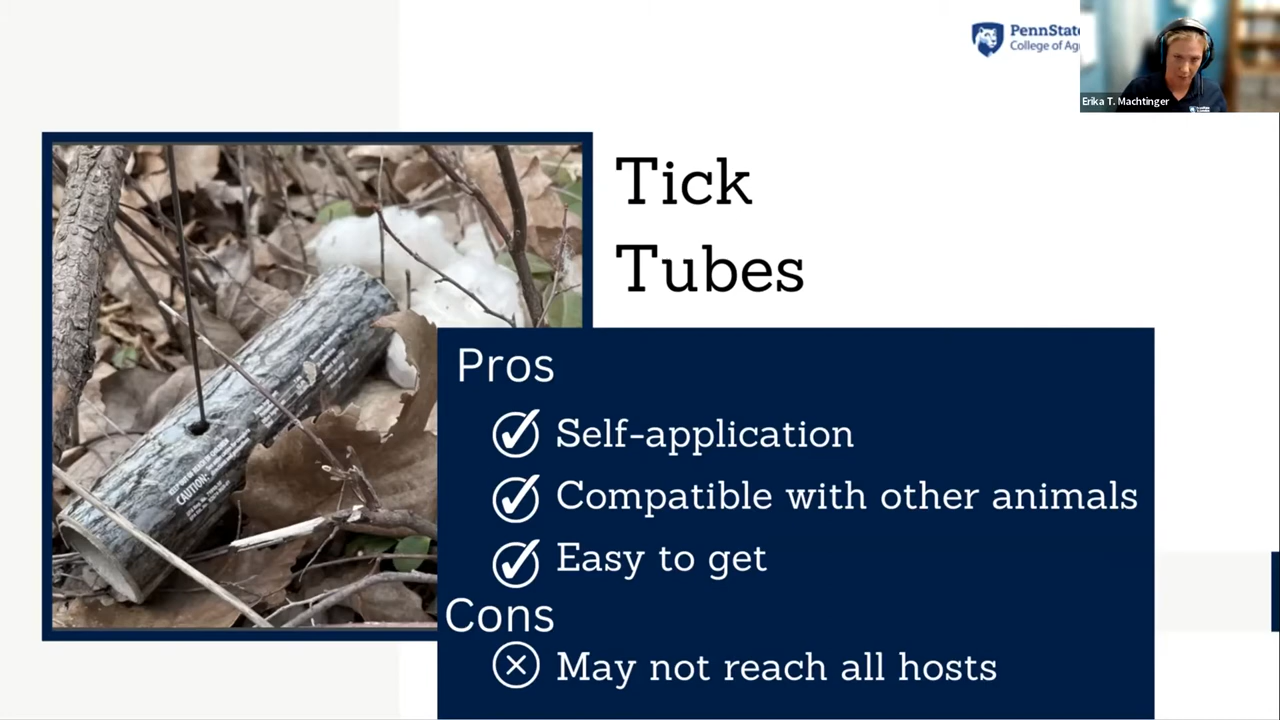 PennState
College of Ag
Erika T. Machtinger
Tick
Tubes
CAUTION:
Pros
Self-application
Compatible with other animals
Easy to get
Cons
May not reach all hosts